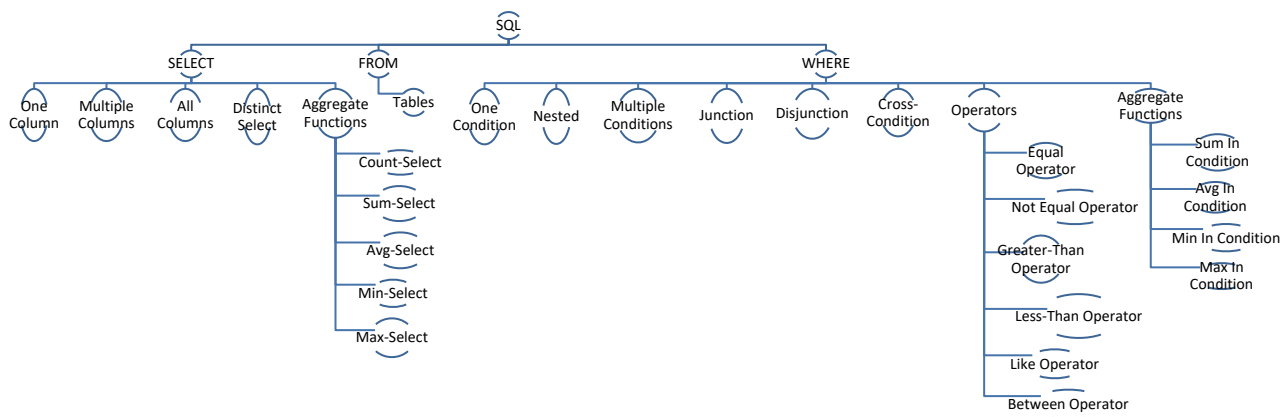 SQL
SELECT
FROM
WHERE
One
Column
Multiple
Columns
All
Columns
Distinct
Select
Aggregate
Functions
Tables
One
Condition
Nested
Multiple
Conditions
Junction
Disjunction
Cross-
Condition
Operators
Aggregate
Functions
Count-Select
Sum-Select
Avg-Select
Min-Select
Max-Select
Equal
Operator
Not Equal Operator
Greater-Than
Operator
Less-Than Operator
Like Operator
Between Operator
Sum In
Condition
Avg In
Condition
Min In Condition
Max In
Condition